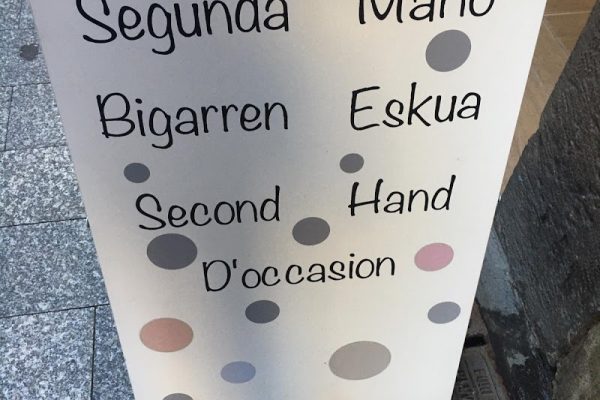 Segunda Mano
Bigarren Eskua
Second Hand
D'occasion